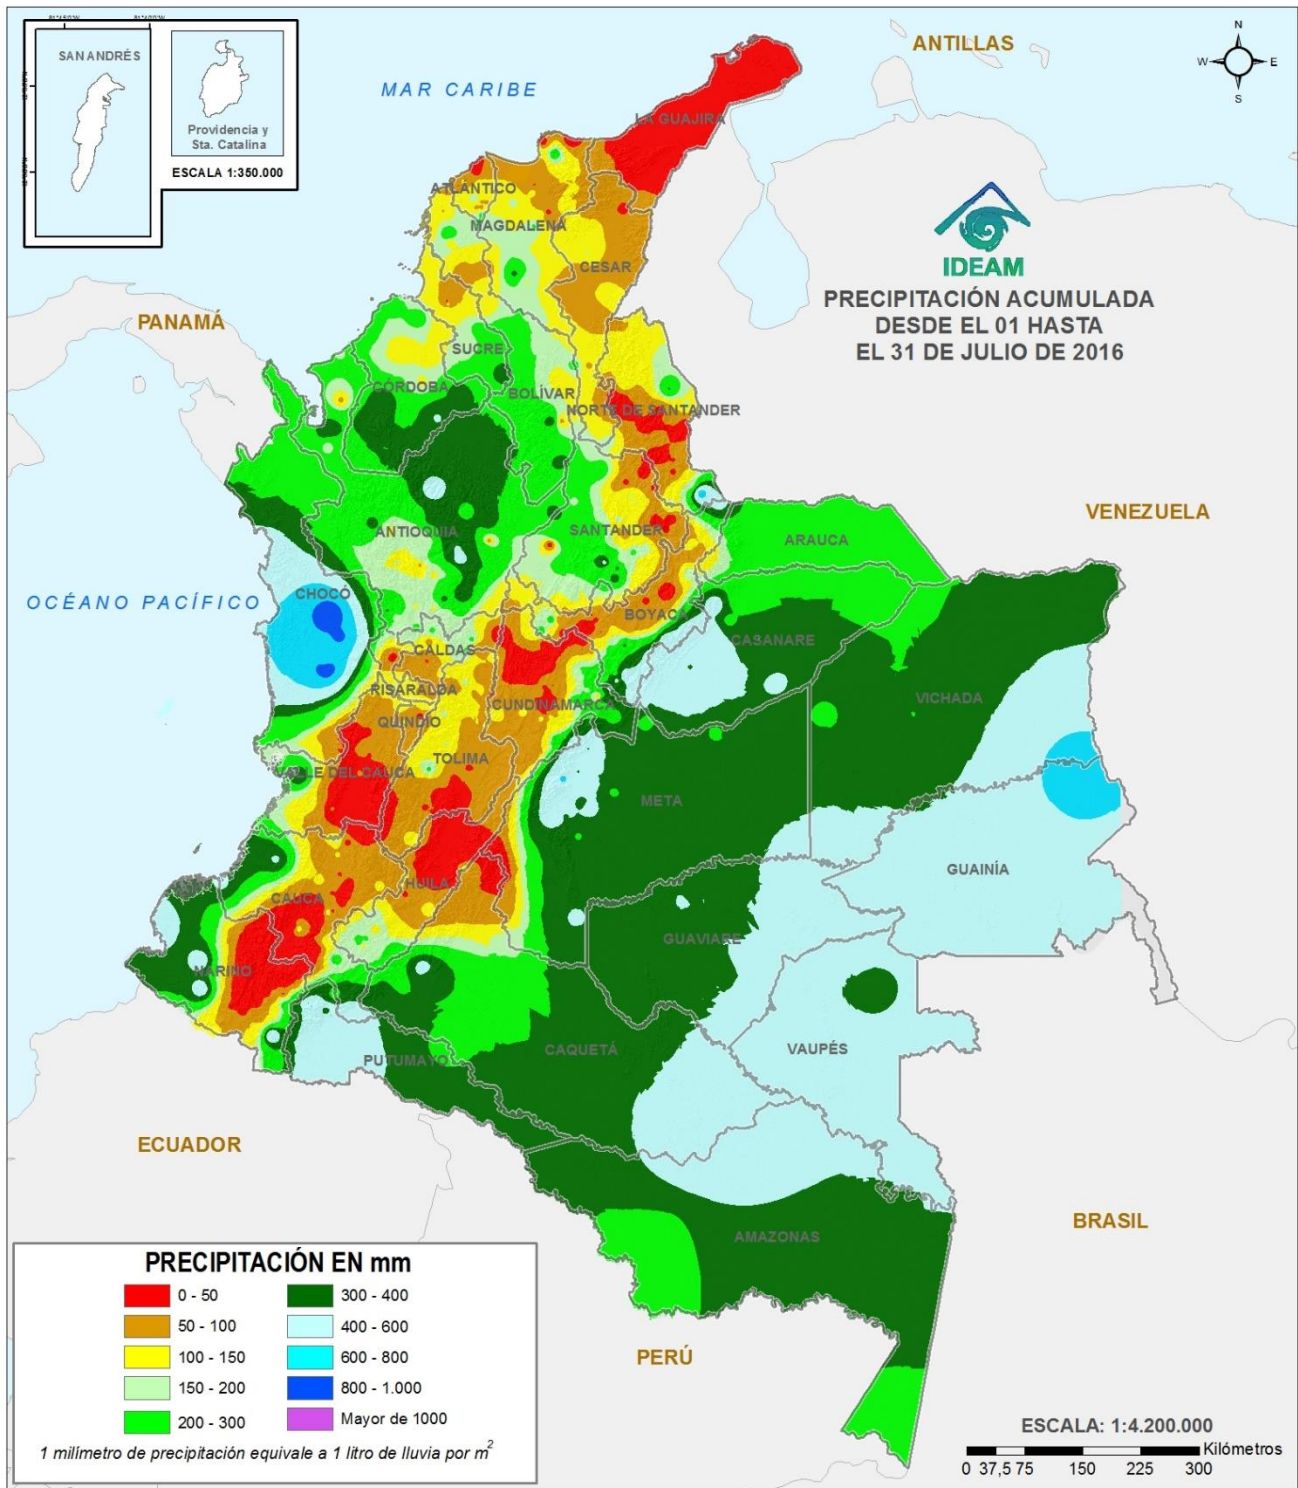 SAN ANDRÉS
Providencia y
Sta. Catalina
ESCALA 1:350.000
MAR CARIBE
ANTILLAS
N
W
E
S
LA GUAJIRA
ATLÁNTICO
MAGDALENA
CESAR
IDEAM
PRECIPITACIÓN ACUMULADA
DESDE EL 01 HASTA
EL 31 DE JULIO DE 2016
PANAMÁ
SUCRE
CÓRDOBA
BOLÍVAR
NORTE DE SANTANDER
VENEZUELA
ANTIOQUIA
SANTANDER
ARAUCA
OCÉANO PACÍFICO
CHOCÓ
BOYACÁ
CASANARE
CALDAS
RISARALDA
CUNDINAMARCA
VICHADA
QUINDÍO
TOLIMA
VALLE DEL CAUCA
META
GUAINÍA
HUILA
CAUCA
GUAVIARE
NARIÑO
VAUPÉS
CAQUETÁ
PUTUMAYO
ECUADOR
BRASIL
AMAZONAS
PERÚ
PRECIPITACIÓN EN mm
0 - 50
300 - 400
50 - 100
400 - 600
100 - 150
600 - 800
150 - 200
800 - 1.000
200 - 300
Mayor de 1000
1 milímetro de precipitación equivale a 1 litro de lluvia por m²
ESCALA: 1:4.200.000
Kilómetros
0 37,5 75 150 225 300